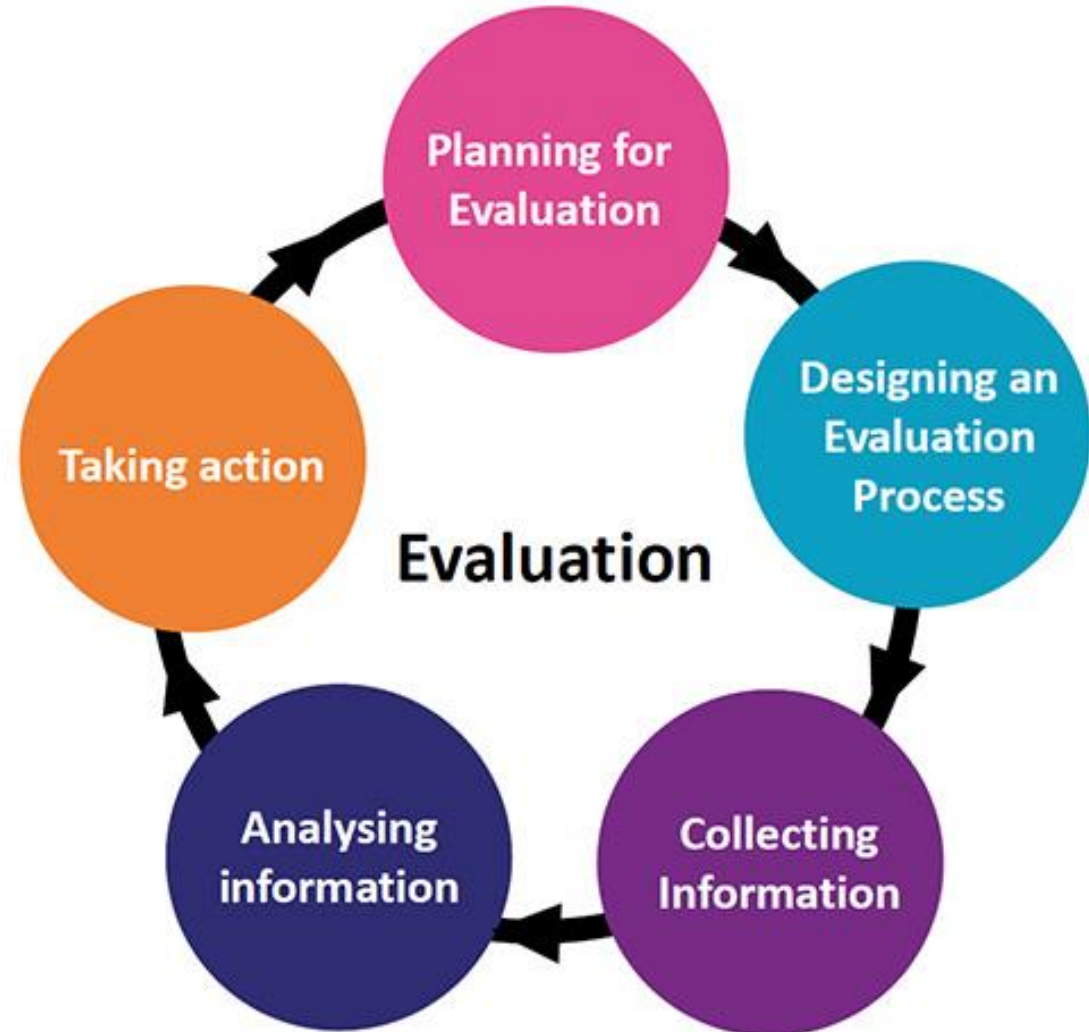 Planning for
Evaluation
Designing an
Evaluation
Process
Taking action
Evaluation
Analysing
information
Collecting
Information